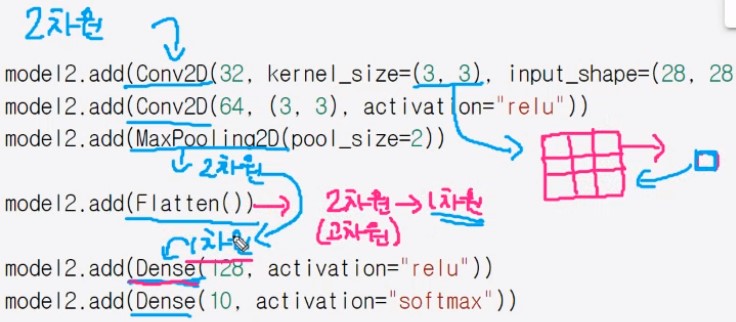 2차원
model2.add(Conv2D(32, kernel_size=(3, 3), input_shape=(28, 28
model2.add(Conv2D(64, (3, 3), activation="relu"))
model2.add(MaxPooling2D(pool_size=2))
2차원
model2.add(Flatten()) 2차원→1차원
(고차원)
1차원
model2.add(Dense(128, activation="relu"))
model2.add(Dense(10, activation="softmax"))